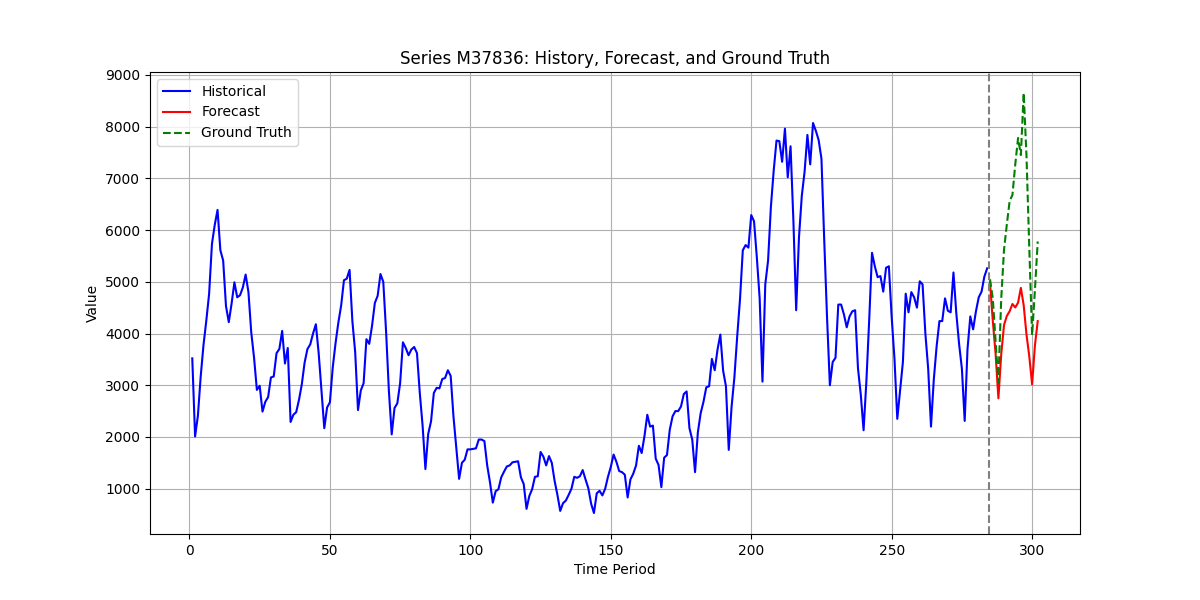 Series M37836: History, Forecast, and Ground Truth
Historical
Forecast
Ground Truth
9000
8000
7000
6000
5000
4000
3000
2000
1000
Value
0 50 100 150 200 250 300
Time Period